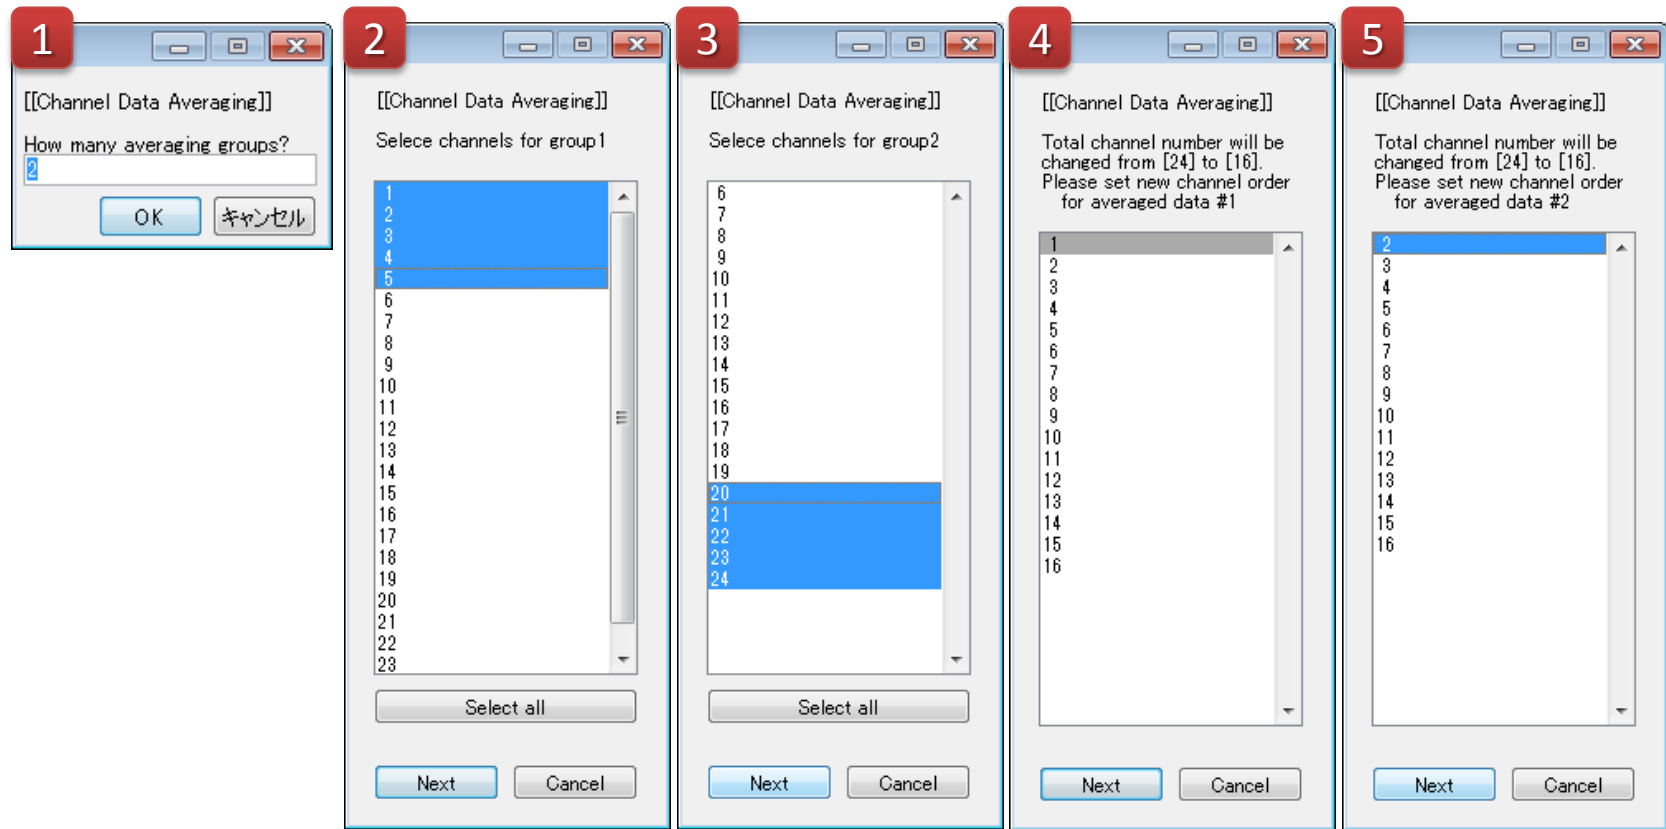 1
[[Channel Data Averaging]]
How many averaging groups?
2
OK
キャンセル
2
[[Channel Data Averaging]]
Selece channels for group1
1
2
3
4
5
6
7
8
9
10
11
12
13
14
15
16
17
18
19
20
21
22
23
Select all
Next
Cancel
3
[[Channel Data Averaging]]
Selece channels for group2
6
7
8
9
10
11
12
13
14
15
16
17
18
19
20
21
22
23
24
Select all
Next
Cancel
4
[[Channel Data Averaging]]
Total channel number will be
changed from [24] to [16].
Please set new channel order
for averaged data #1
1
2
3
4
5
6
7
8
9
10
11
12
13
14
15
16
Next
Cancel
5
[[Channel Data Averaging]]
Total channel number will be
changed from [24] to [16].
Please set new channel order
for averaged data #2
2
3
4
5
6
7
8
9
10
11
12
13
14
15
16
Next
Cancel